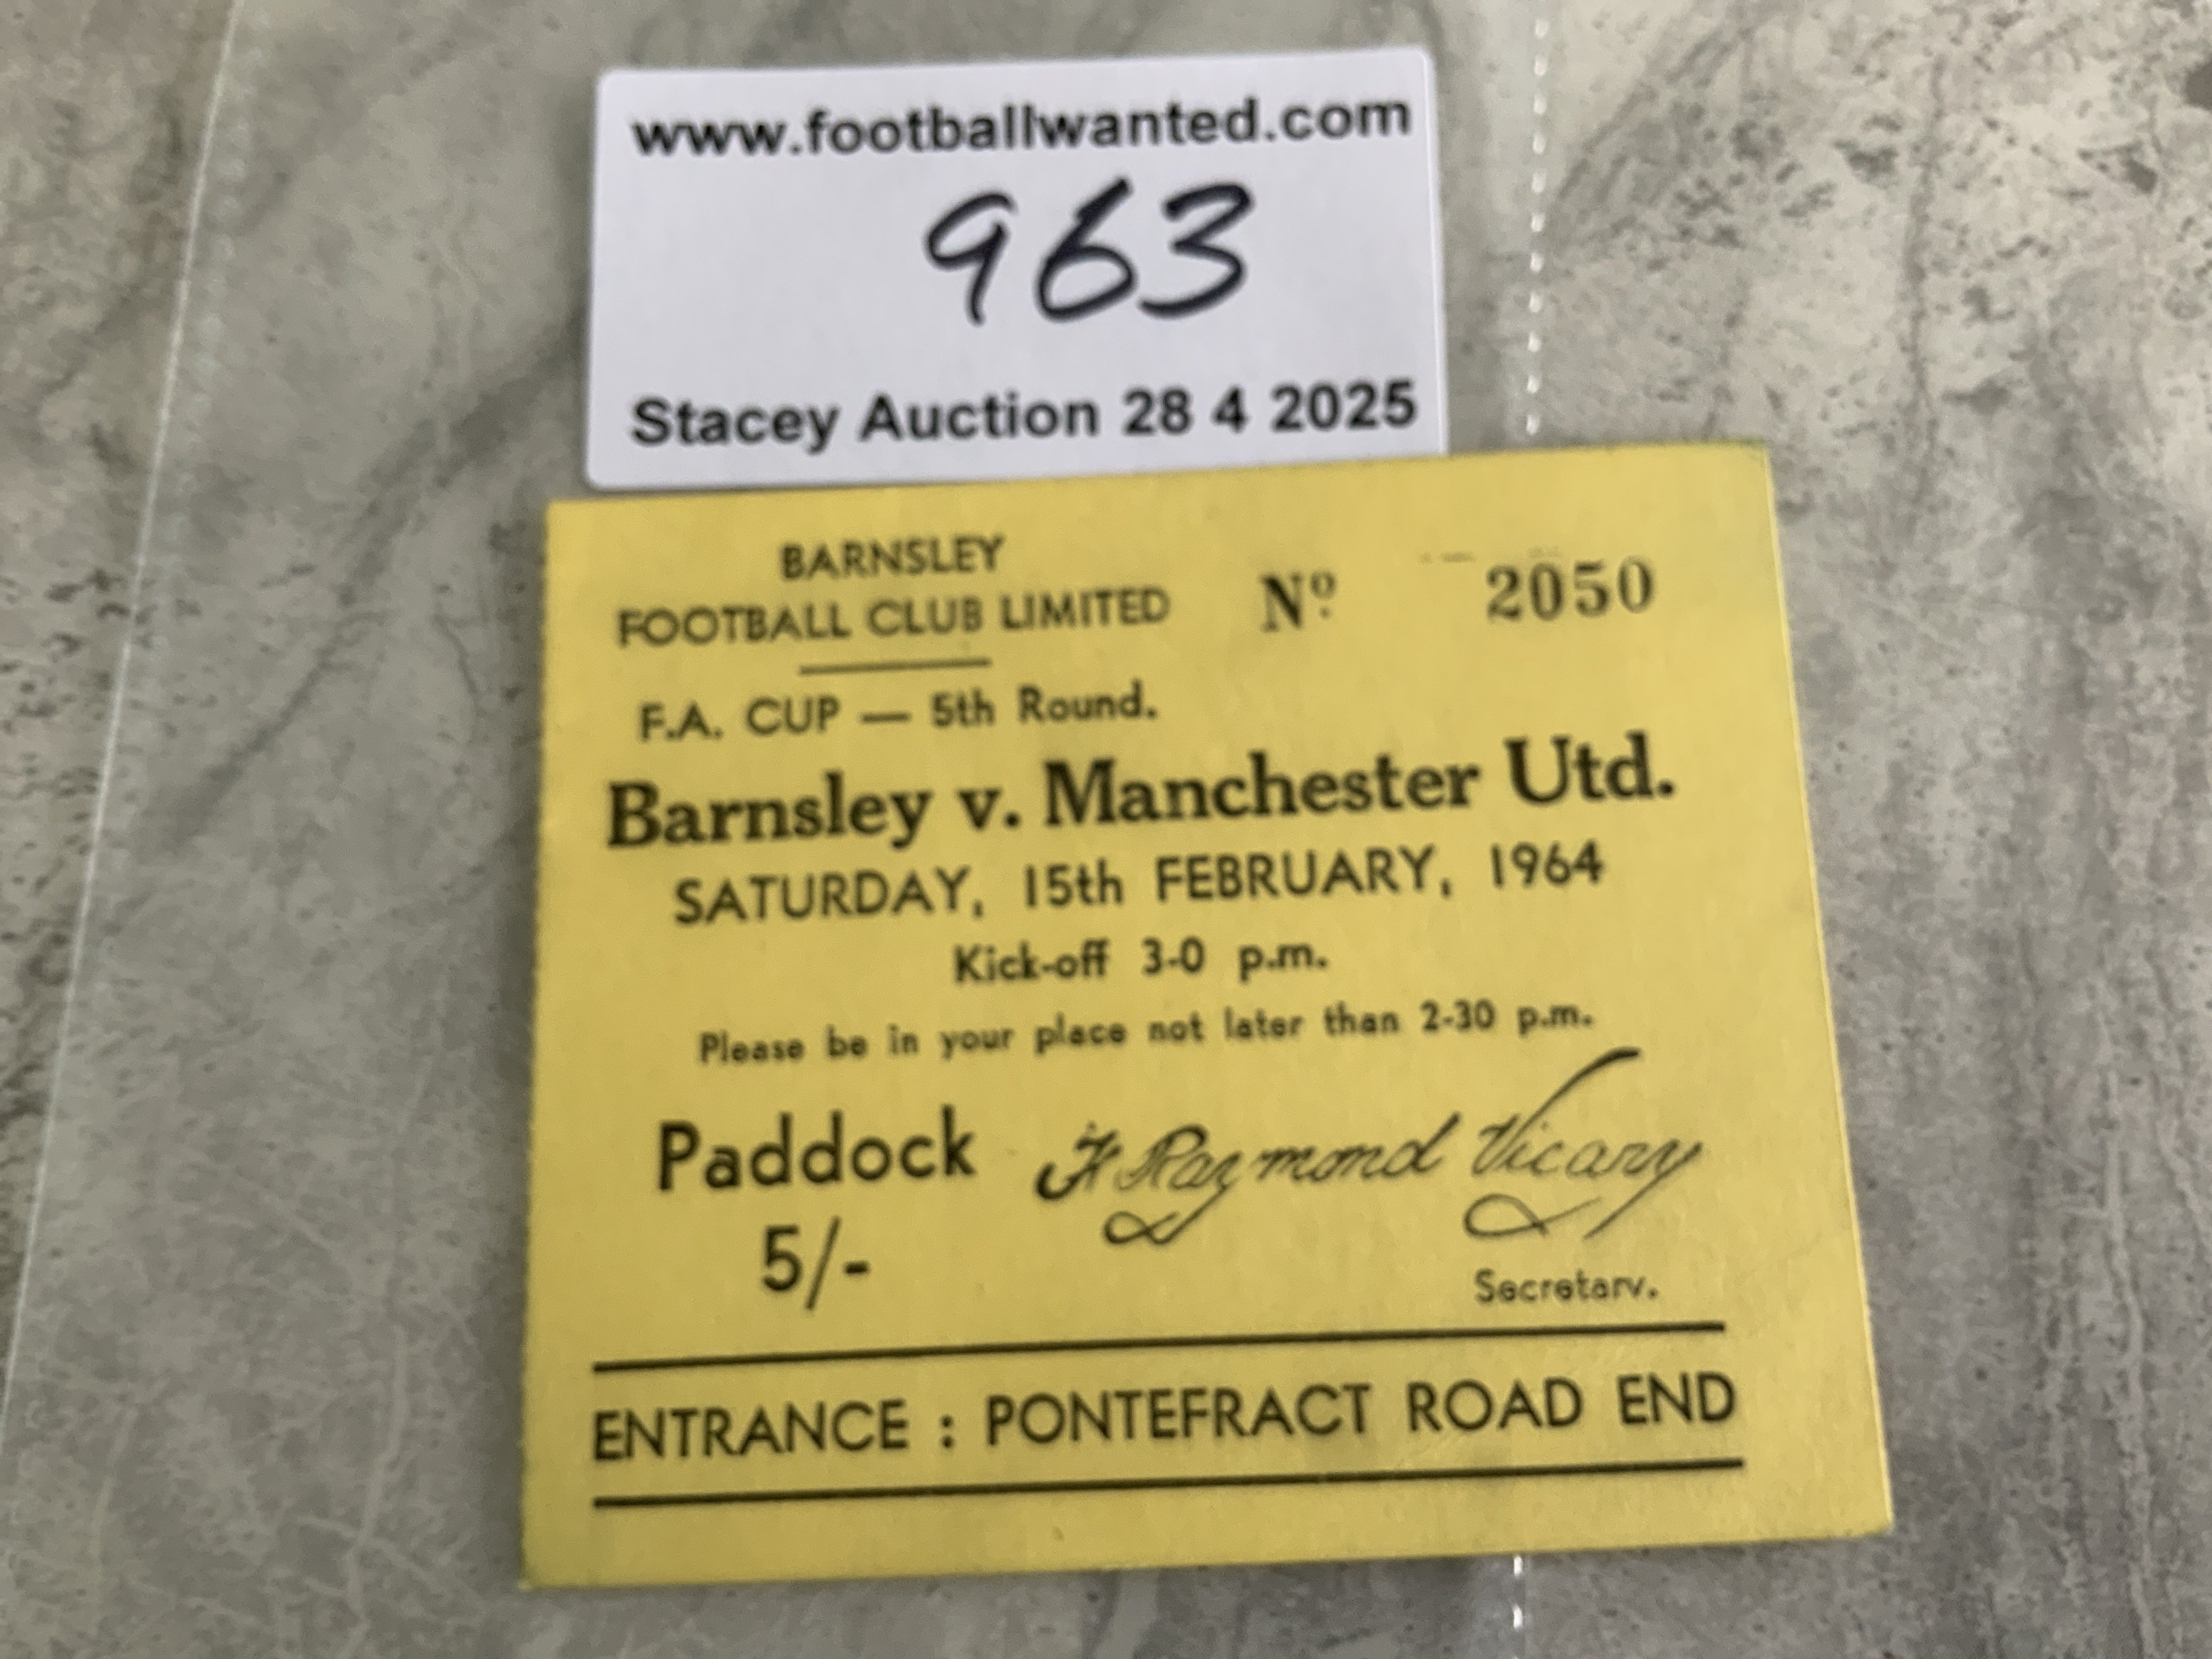 www.footballwanted.com
963
Stacey Auction 28 4 2025
BARNSLEY
FOOTBALL CLUB LIMITED Nº 2050
F.A. CUP — 5th Round.
Barnsley v. Manchester Utd.
SATURDAY, 15th FEBRUARY, 1964
Kick-off 3-0 p.m.
Please be in your place not later than 2-30 p.m.
Paddock Raymond Vicary
5/-
Secretary.
ENTRANCE : PONTEFRACT ROAD END